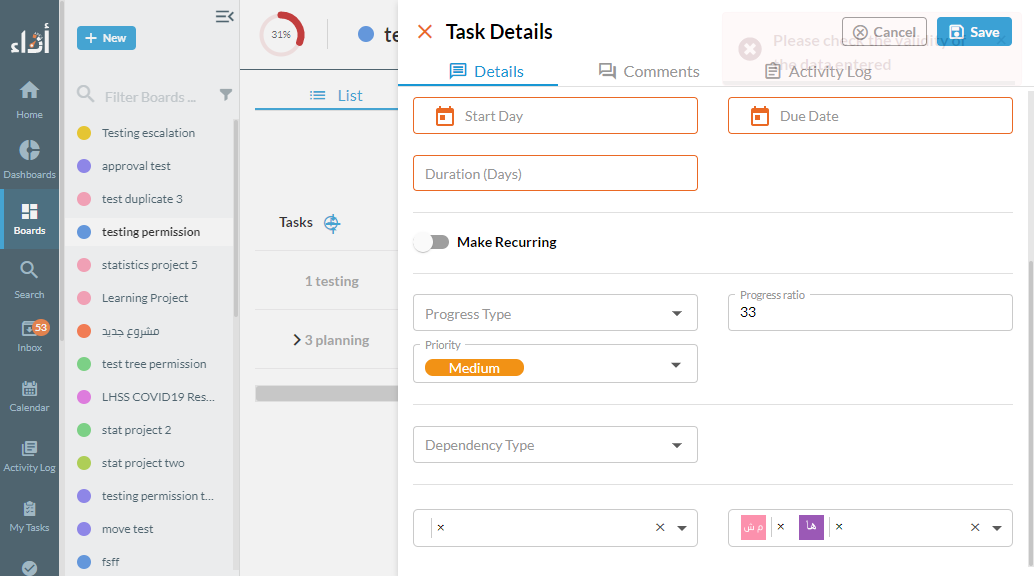 أداء
Home
Dashboards
Boards
Search
53
Inbox
Calendar
Activity Log
My Tasks
+ New
Filter Boards ...
Testing escalation
approval test
test duplicate 3
testing permission
statistics project 5
Learning Project
مشروع جديد
test tree permission
LHSS COVID19 Res...
stat project 2
stat project two
testing permission t...
move test
fsff
31%
te
List
Tasks
1 testing
3 planning
Task Details
Please check the validity of
the data entered
Cancel
Save
Details
Comments
Activity Log
Start Day
Due Date
Duration (Days)
Make Recurring
Progress Type
Progress ratio
33
Priority
Medium
Dependency Type
م ش
ها